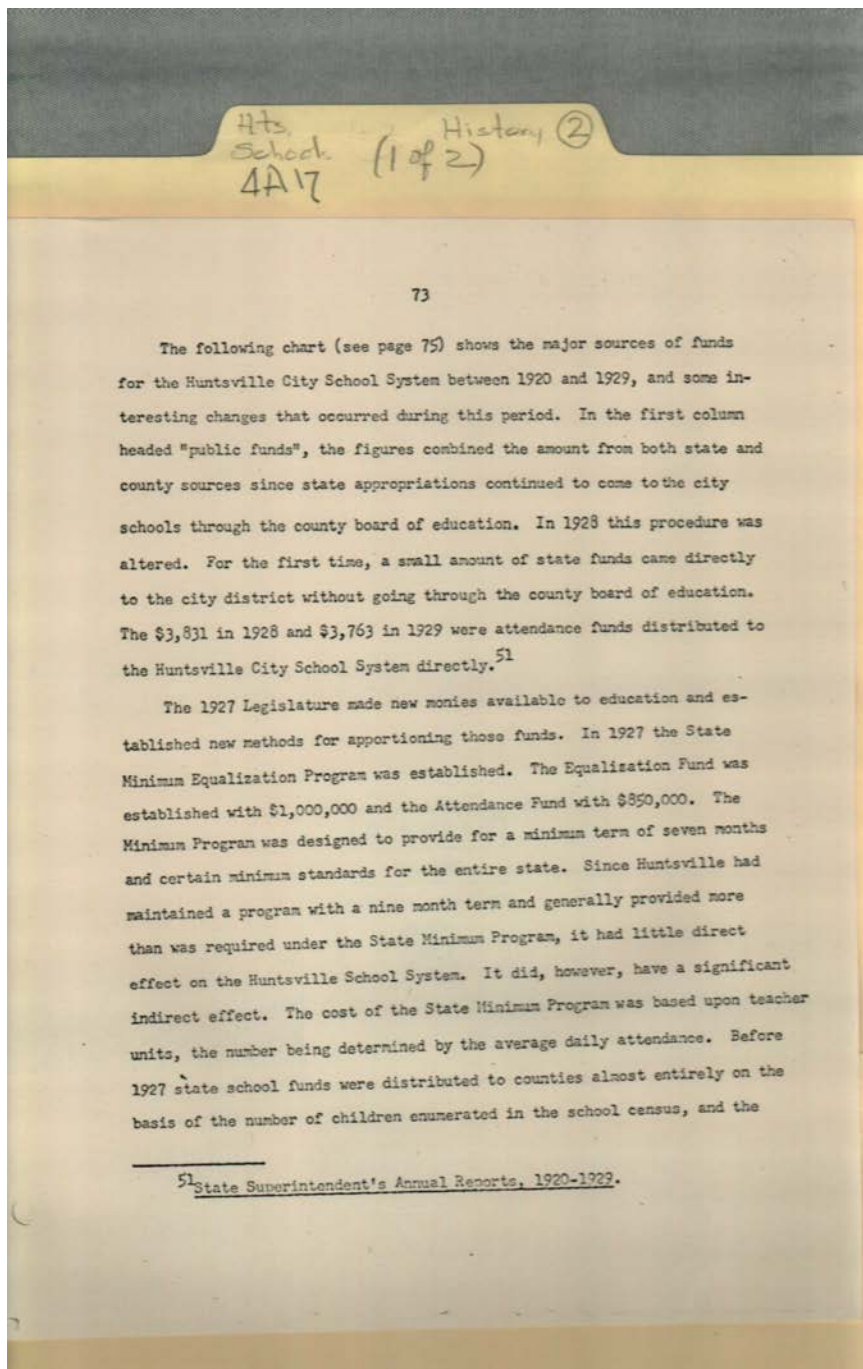 Hts. History ②
School. (1 of 2)
4A17
73
The following chart (see page 75) shows the major sources of funds
for the Huntsville City School System between 1920 and 1929, and some in-
teresting changes that occurred during this period. In the first column
headed "public funds", the figures combined the amount from both state and
county sources since state appropriations continued to come to the city
schools through the county board of education. In 1928 this procedure was
altered. For the first time, a small amount of state funds came directly
to the city district without going through the county board of education.
The $3,831 in 1928 and $3,763 in 1929 were attendance funds distributed to
the Huntsville City School System directly.51
The 1927 Legislature made new monies available to education and es-
tablished new methods for apportioning those funds. In 1927 the State
Minimum Equalization Program was established. The Equalization Fund was
established with $1,000,000 and the Attendance Fund with $850,000. The
Minimum Program was designed to provide for a minimum term of seven months
and certain minimum standards for the entire state. Since Huntsville had
maintained a program with a nine month term and generally provided more
than was required under the State Minimum Program, it had little direct
effect on the Huntsville School System. It did, however, have a significant
indirect effect. The cost of the State Minimum Program was based upon teacher
units, the number being determined by the average daily attendance. Before
1927 state school funds were distributed to counties almost entirely on the
basis of the number of children enumerated in the school census, and the
51State Superintendent's Annual Reports, 1920-1929.